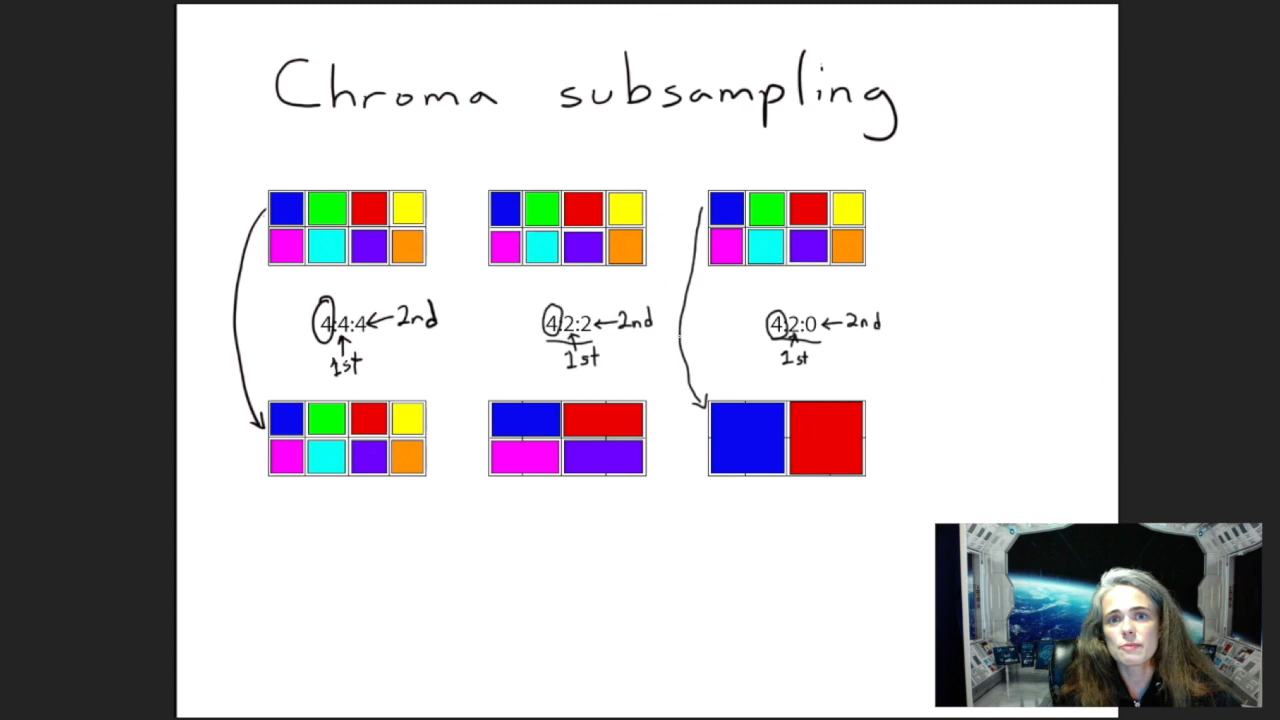 Chroma subsampling
4:4:4 ← 2nd
1st
4:2:2 ← 2nd
1st
4:2:0 ← 2nd
1st